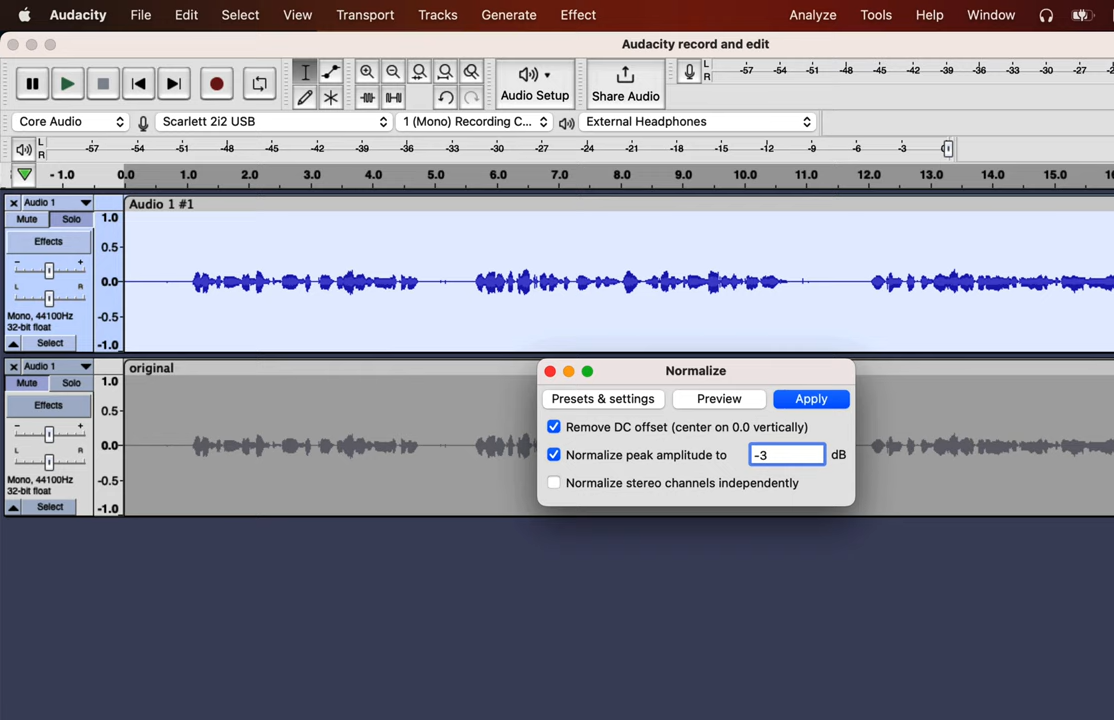 Audacity File Edit Select View Transport Tracks Generate Effect Analyze Tools Help Window
Audacity record and edit
Audio Setup
Share Audio
L
R
-57 -54 -51 -48 -45 -42 -39 -36 -33 -30 -27
Core Audio
Scarlett 2i2 USB
1 (Mono) Recording C...
External Headphones
L
R
-57 -54 -51 -48 -45 -42 -39 -36 -33 -30 -27 -24 -21 -18 -15 -12 -9 -6 -3
-1.0 0.0 1.0 2.0 3.0 4.0 5.0 6.0 7.0 8.0 9.0 10.0 11.0 12.0 13.0 14.0 15.0
Audio 1
Mute Solo
Effects
- +
L R
Mono, 44100Hz
32-bit float
Select
1.0
0.5
0.0
-0.5
-1.0
Audio 1 #1
Audio 1
Mute Solo
Effects
- +
L R
Mono, 44100Hz
32-bit float
Select
1.0
0.5
0.0
-0.5
-1.0
original
Normalize
Presets & settings Preview Apply
Remove DC offset (center on 0.0 vertically)
Normalize peak amplitude to -3 dB
Normalize stereo channels independently